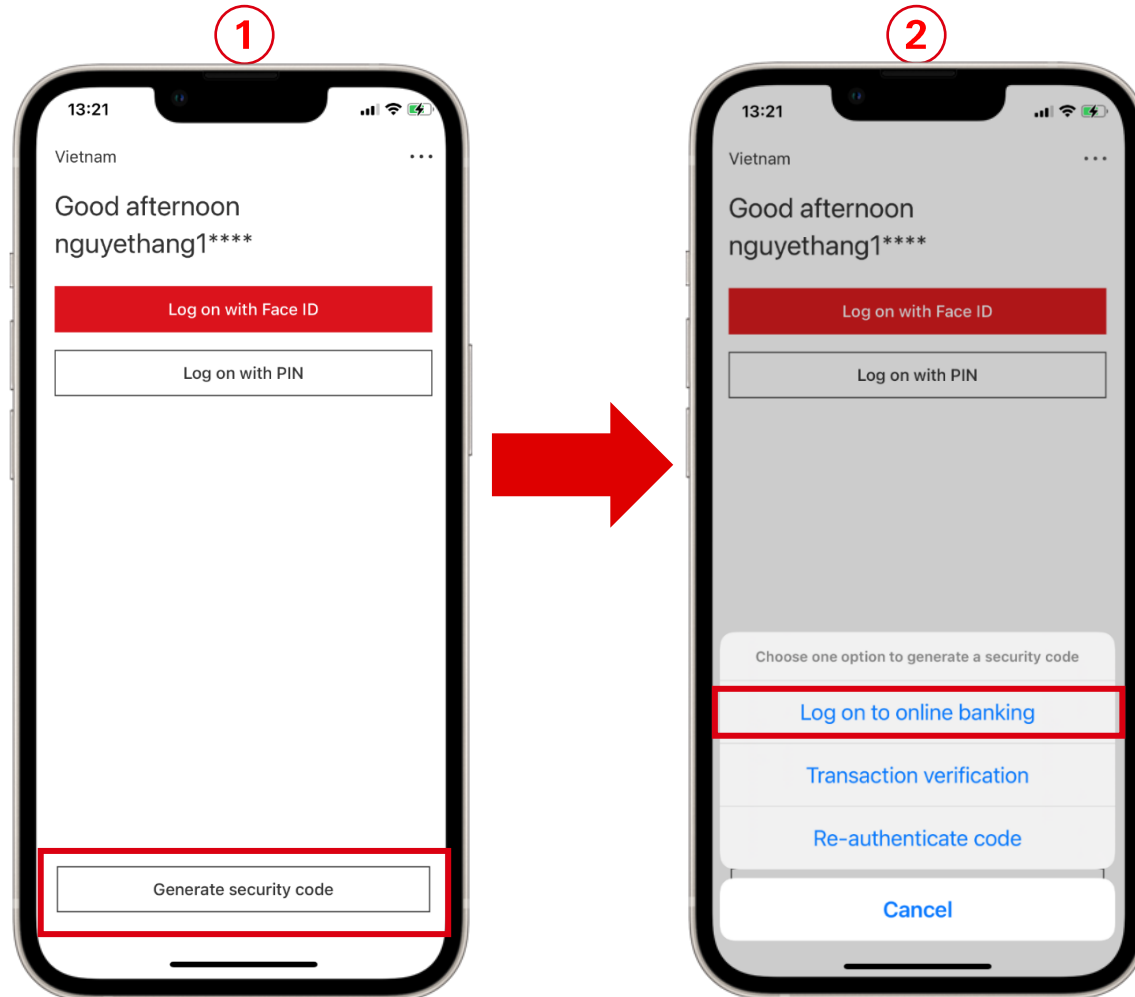 1
13:21
Vietnam
Good afternoon
nguyethang1****
Log on with Face ID
Log on with PIN
Generate security code
2
13:21
Vietnam
Good afternoon
nguyethang1****
Log on with Face ID
Log on with PIN
Choose one option to generate a security code
Log on to online banking
Transaction verification
Re-authenticate code
Cancel